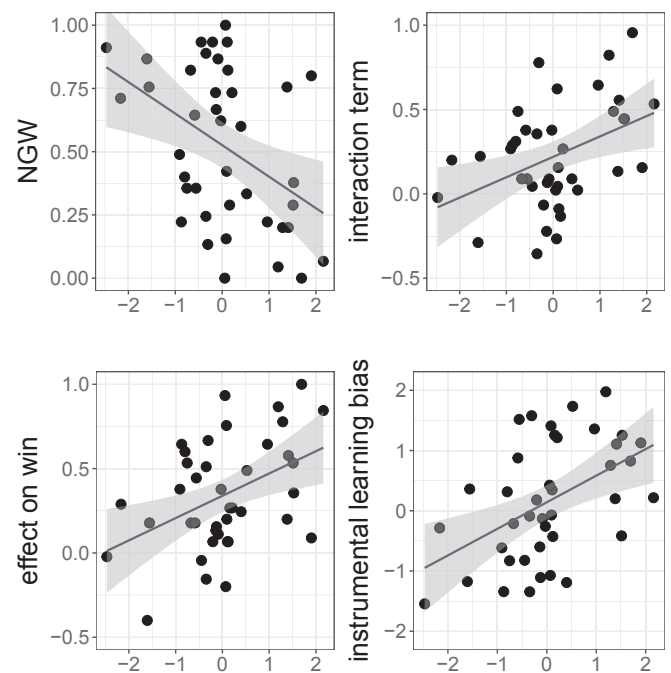 NGW
1.00
0.75
0.50
0.25
0.00
−2 −1 0 1 2
interaction term
1.0
0.5
0.0
−0.5
−2 −1 0 1 2
effect on win
1.0
0.5
0.0
−0.5
−2 −1 0 1 2
instrumental learning bias
2
1
0
−1
−2
−2 −1 0 1 2